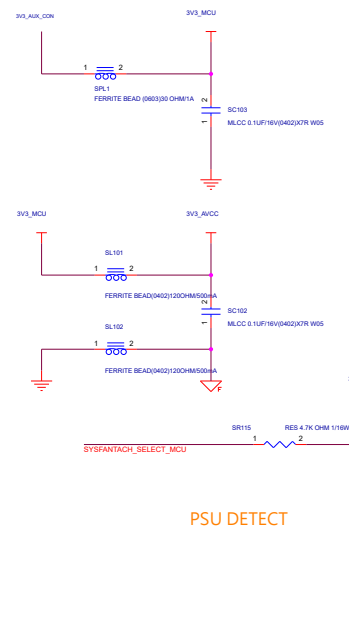 3V3_AUX_CON
3V3_MCU
1 2
SPL1
FERRITE BEAD (0603)30 OHM/1A
2
1
SC103
MLCC 0.1UF/16V(0402)X7R W05
3V3_MCU
3V3_AVCC
SL101
1 2
FERRITE BEAD(0402)120OHM/500mA
2
1
SC102
MLCC 0.1UF/16V(0402)X7R W05
SL102
1 2
FERRITE BEAD(0402)120OHM/500mA
F
SR115
RES 4.7K OHM 1/16W
1 2
SYSFANTACH_SELECT_MCU
PSU DETECT